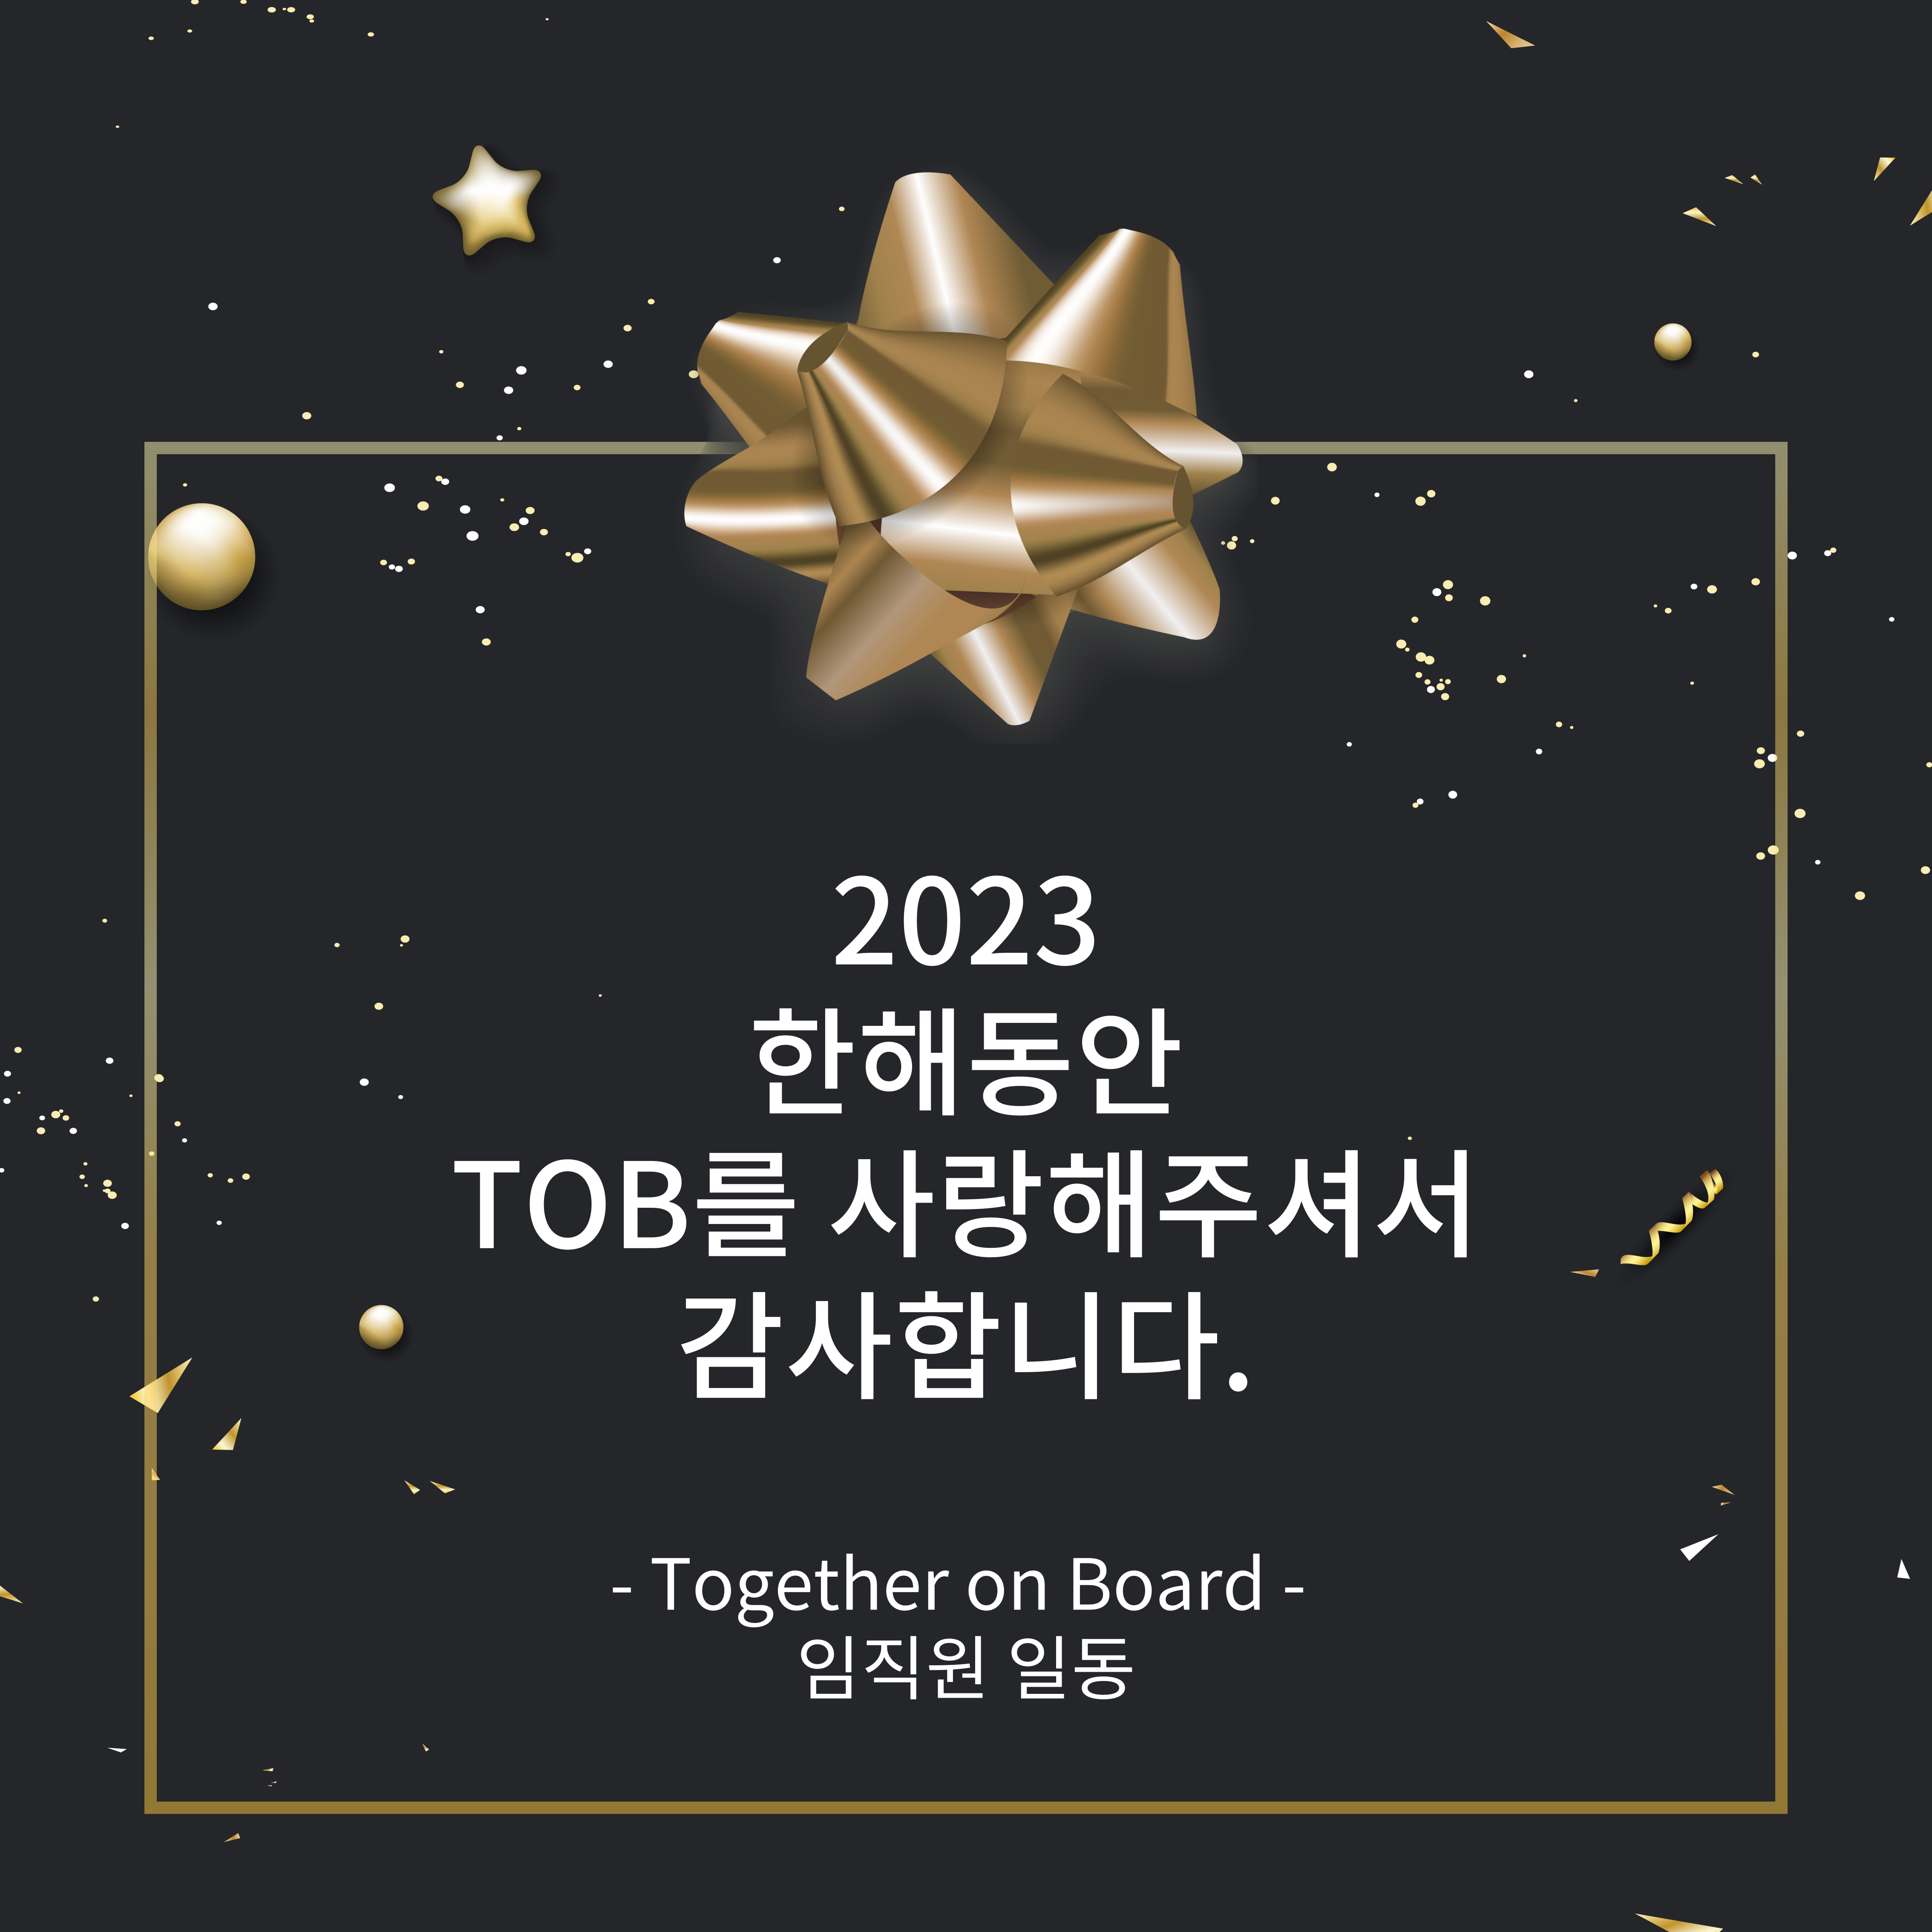 2023
한해동안
TOB를 사랑해주셔서
감사합니다.
- Together on Board -
임직원 일동